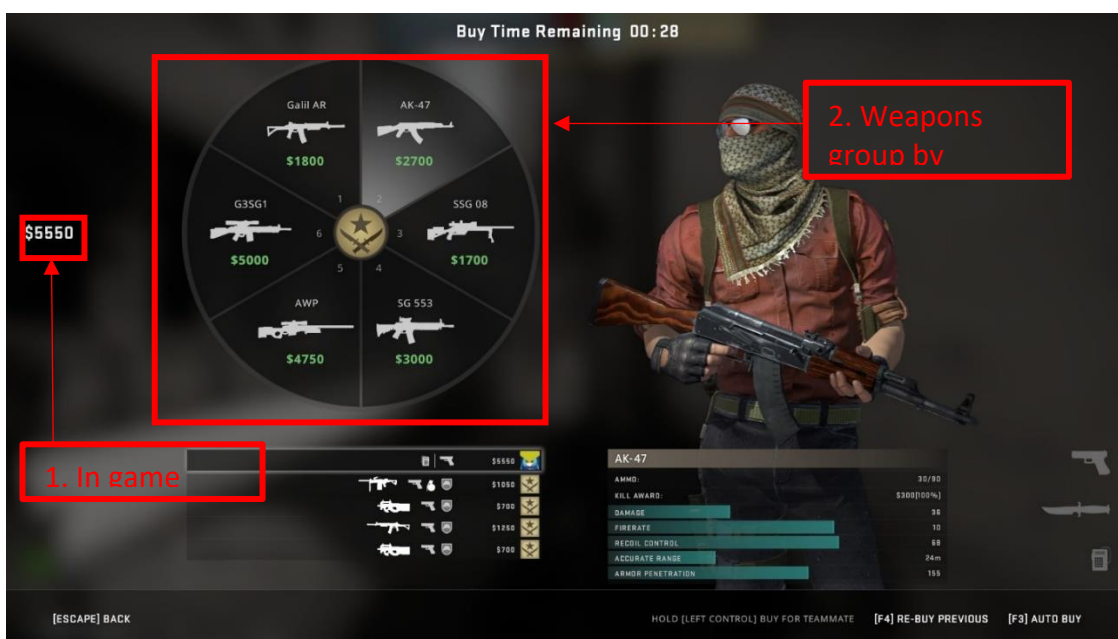 Buy Time Remaining 00:28
Galil AR
$1800
AK-47
$2700
2. Weapons
group by
G3SG1
$5000
SSG 08
$1700
1
2
3
4
5
6
$5550
AWP
$4750
SG 553
$3000
1. In game
$5550
$1050
$700
$1250
$700
AK-47
AMMO: 30/90
KILL AWARD: $300(100%)
DAMAGE 36
FIRERATE 10
RECOIL CONTROL 68
ACCURATE RANGE 24m
ARMOR PENETRATION 155
[ESCAPE] BACK
HOLD [LEFT CONTROL] BUY FOR TEAMMATE [F4] RE-BUY PREVIOUS [F3] AUTO BUY